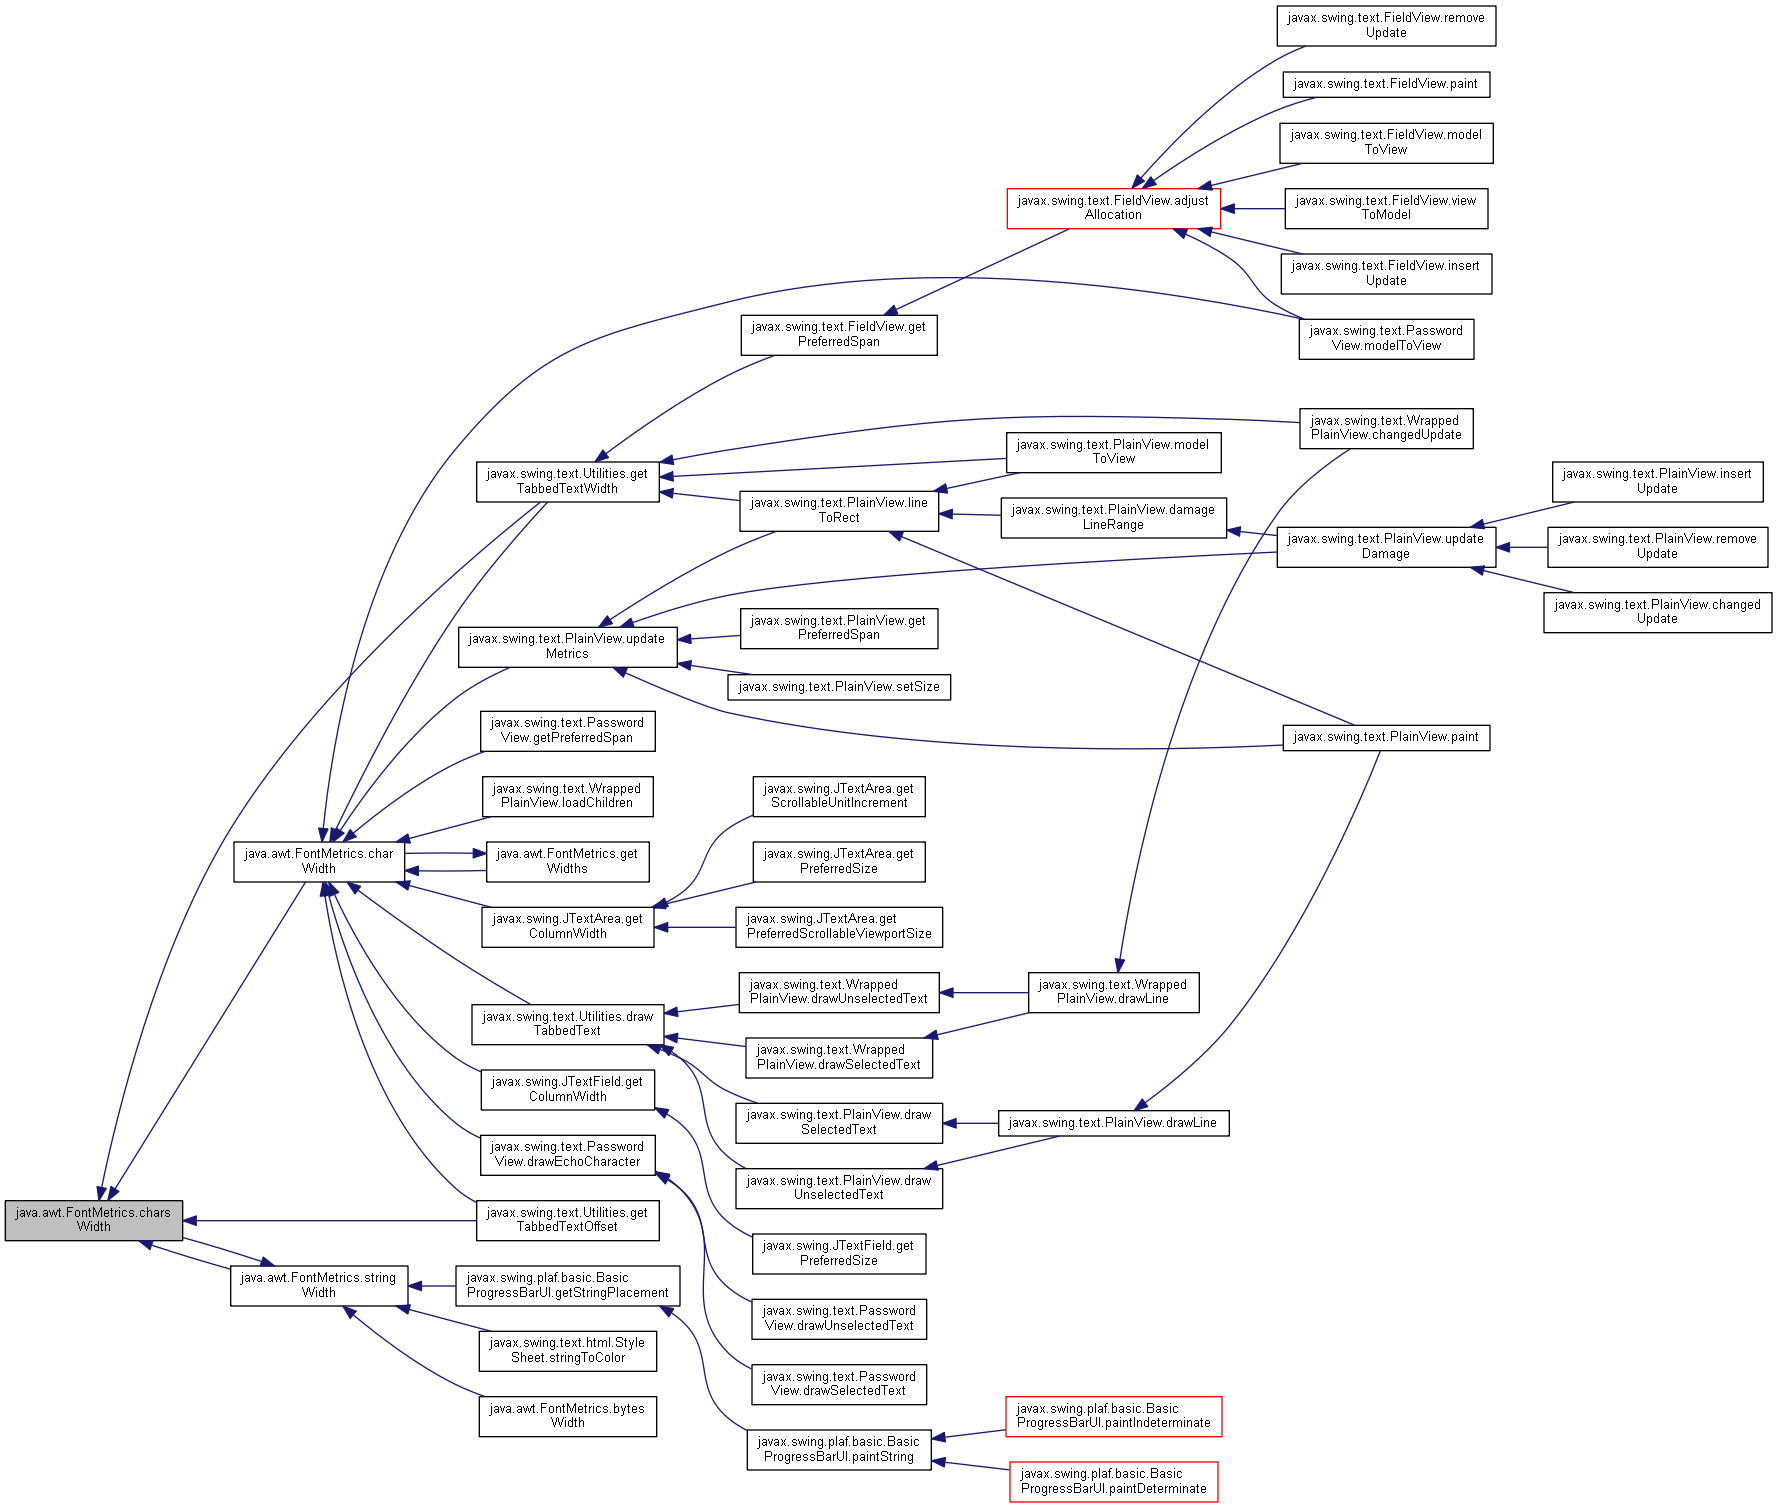 javax.swing.text.FieldView.remove
Update
javax.swing.text.FieldView.paint
javax.swing.text.FieldView.model
ToView
javax.swing.text.FieldView.adjust
Allocation
javax.swing.text.FieldView.view
ToModel
javax.swing.text.FieldView.insert
Update
javax.swing.text.FieldView.get
PreferredSpan
javax.swing.text.Password
View.modelToView
javax.swing.text.Wrapped
PlainView.changedUpdate
javax.swing.text.PlainView.model
ToView
javax.swing.text.Utilities.get
TabbedTextWidth
javax.swing.text.PlainView.line
ToRect
javax.swing.text.PlainView.damage
LineRange
javax.swing.text.PlainView.insert
Update
javax.swing.text.PlainView.update
Damage
javax.swing.text.PlainView.remove
Update
javax.swing.text.PlainView.changed
Update
javax.swing.text.PlainView.update
Metrics
javax.swing.text.PlainView.get
PreferredSpan
javax.swing.text.PlainView.setSize
javax.swing.text.Password
View.getPreferredSpan
javax.swing.text.PlainView.paint
javax.swing.text.Wrapped
PlainView.loadChildren
javax.swing.JTextArea.get
ScrollableUnitIncrement
java.awt.FontMetrics.char
Width
java.awt.FontMetrics.get
Widths
javax.swing.JTextArea.get
PreferredSize
javax.swing.JTextArea.get
ColumnWidth
javax.swing.JTextArea.get
PreferredScrollableViewportSize
javax.swing.text.Wrapped
PlainView.drawUnselectedText
javax.swing.text.Wrapped
PlainView.drawLine
javax.swing.text.Utilities.draw
TabbedText
javax.swing.text.Wrapped
PlainView.drawSelectedText
javax.swing.JTextField.get
ColumnWidth
javax.swing.text.PlainView.draw
SelectedText
javax.swing.text.PlainView.drawLine
javax.swing.text.Password
View.drawEchoCharacter
javax.swing.text.PlainView.draw
UnselectedText
java.awt.FontMetrics.chars
Width
javax.swing.text.Utilities.get
TabbedTextOffset
javax.swing.JTextField.get
PreferredSize
java.awt.FontMetrics.string
Width
javax.swing.plaf.basic.Basic
ProgressBarUI.getStringPlacement
javax.swing.text.Password
View.drawUnselectedText
javax.swing.text.html.Style
Sheet.stringToColor
javax.swing.text.Password
View.drawSelectedText
java.awt.FontMetrics.bytes
Width
javax.swing.plaf.basic.Basic
ProgressBarUI.paintIndeterminate
javax.swing.plaf.basic.Basic
ProgressBarUI.paintString
javax.swing.plaf.basic.Basic
ProgressBarUI.paintDeterminate